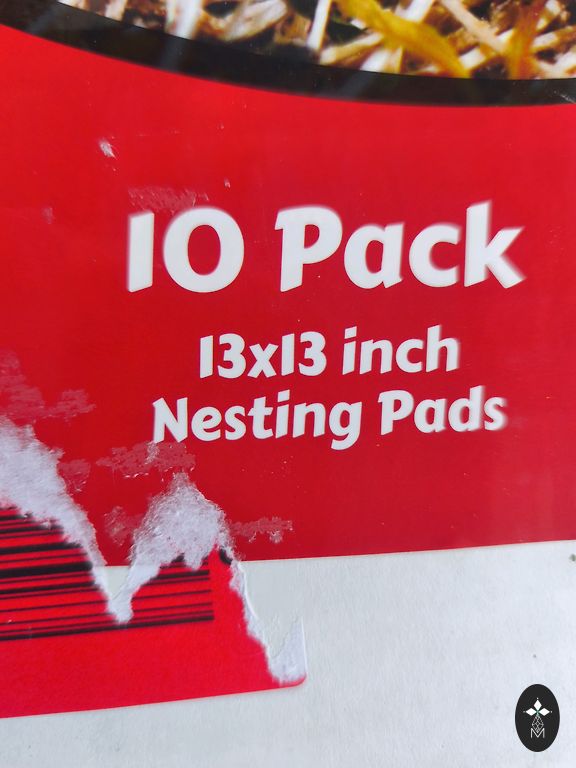 10 Pack
13x13 inch
Nesting Pads
M